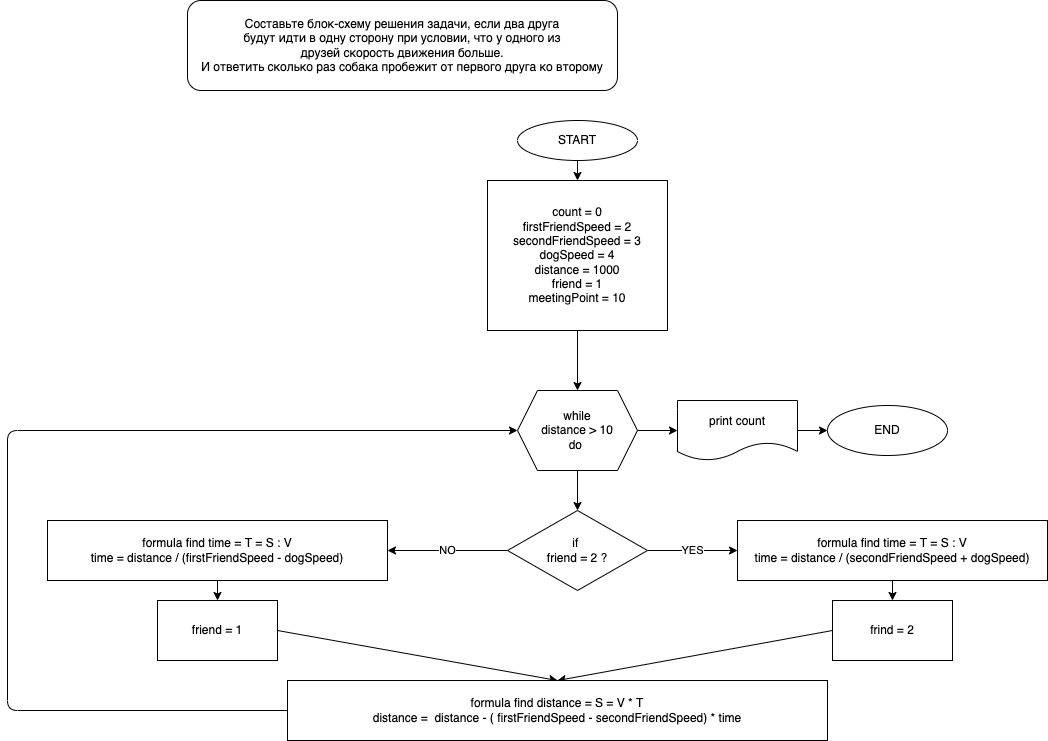 Составьте блок-схему решения задачи, если два друга
будут идти в одну сторону при условии, что у одного из
друзей скорость движения больше.
И ответить сколько раз собака пробежит от первого друга ко второму
START
count = 0
firstFriendSpeed = 2
secondFriendSpeed = 3
dogSpeed = 4
distance = 1000
friend = 1
meetingPoint = 10
while
distance > 10
do
print count
END
if
friend = 2 ?
NO
YES
formula find time = T = S : V
time = distance / (firstFriendSpeed - dogSpeed)
formula find time = T = S : V
time = distance / (secondFriendSpeed + dogSpeed)
friend = 1
frind = 2
formula find distance = S = V * T
distance =  distance - ( firstFriendSpeed - secondFriendSpeed) * time